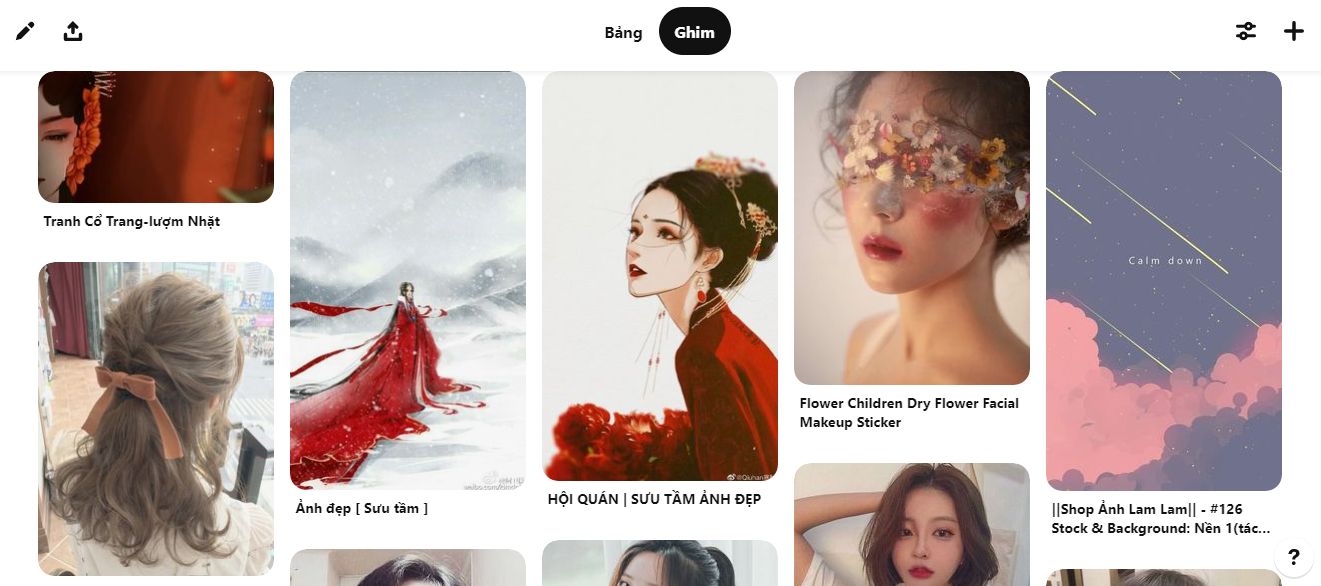 Bảng
Ghim
Tranh Cổ Trang-lượm Nhặt
Calm down
Flower Children Dry Flower Facial
Makeup Sticker
Ảnh đẹp [ Sưu tầm ]
HỘI QUÁN | SƯU TẦM ẢNH ĐẸP
||Shop Ảnh Lam Lam|| - #126
Stock & Background: Nền 1(tác...
?